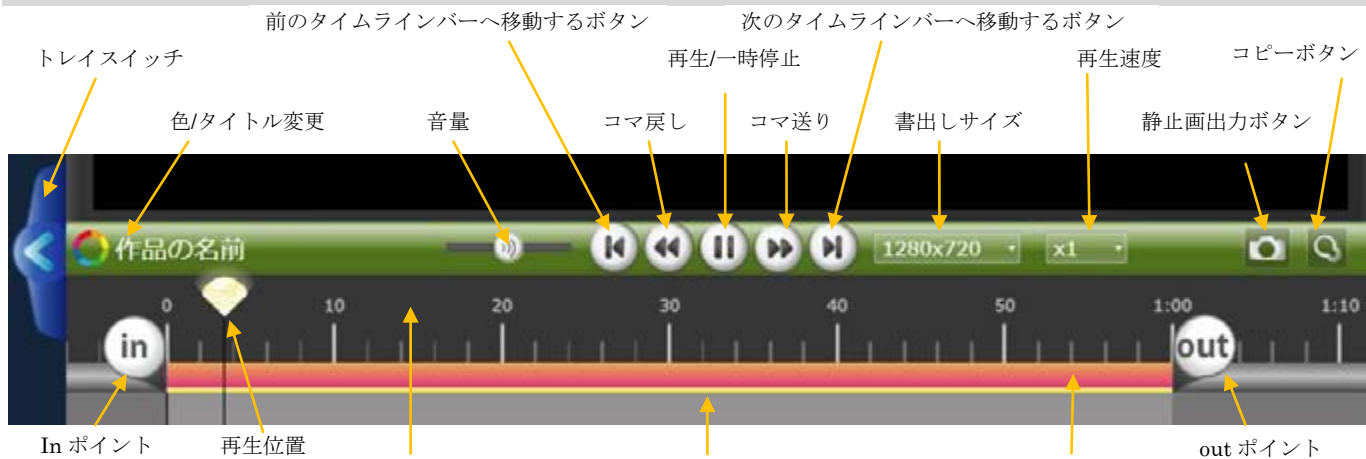 前のタイムラインバーへ移動するボタン
次のタイムラインバーへ移動するボタン
トレイスイッチ
再生/一時停止
再生速度
コピーボタン
色/タイトル変更
音量
コマ戻し
コマ送り
書出しサイズ
静止画出力ボタン
作品の名前
1280x720
x1
0 10 20 30 40 50 1:00 1:10
in
out
In ポイント
再生位置
out ポイント